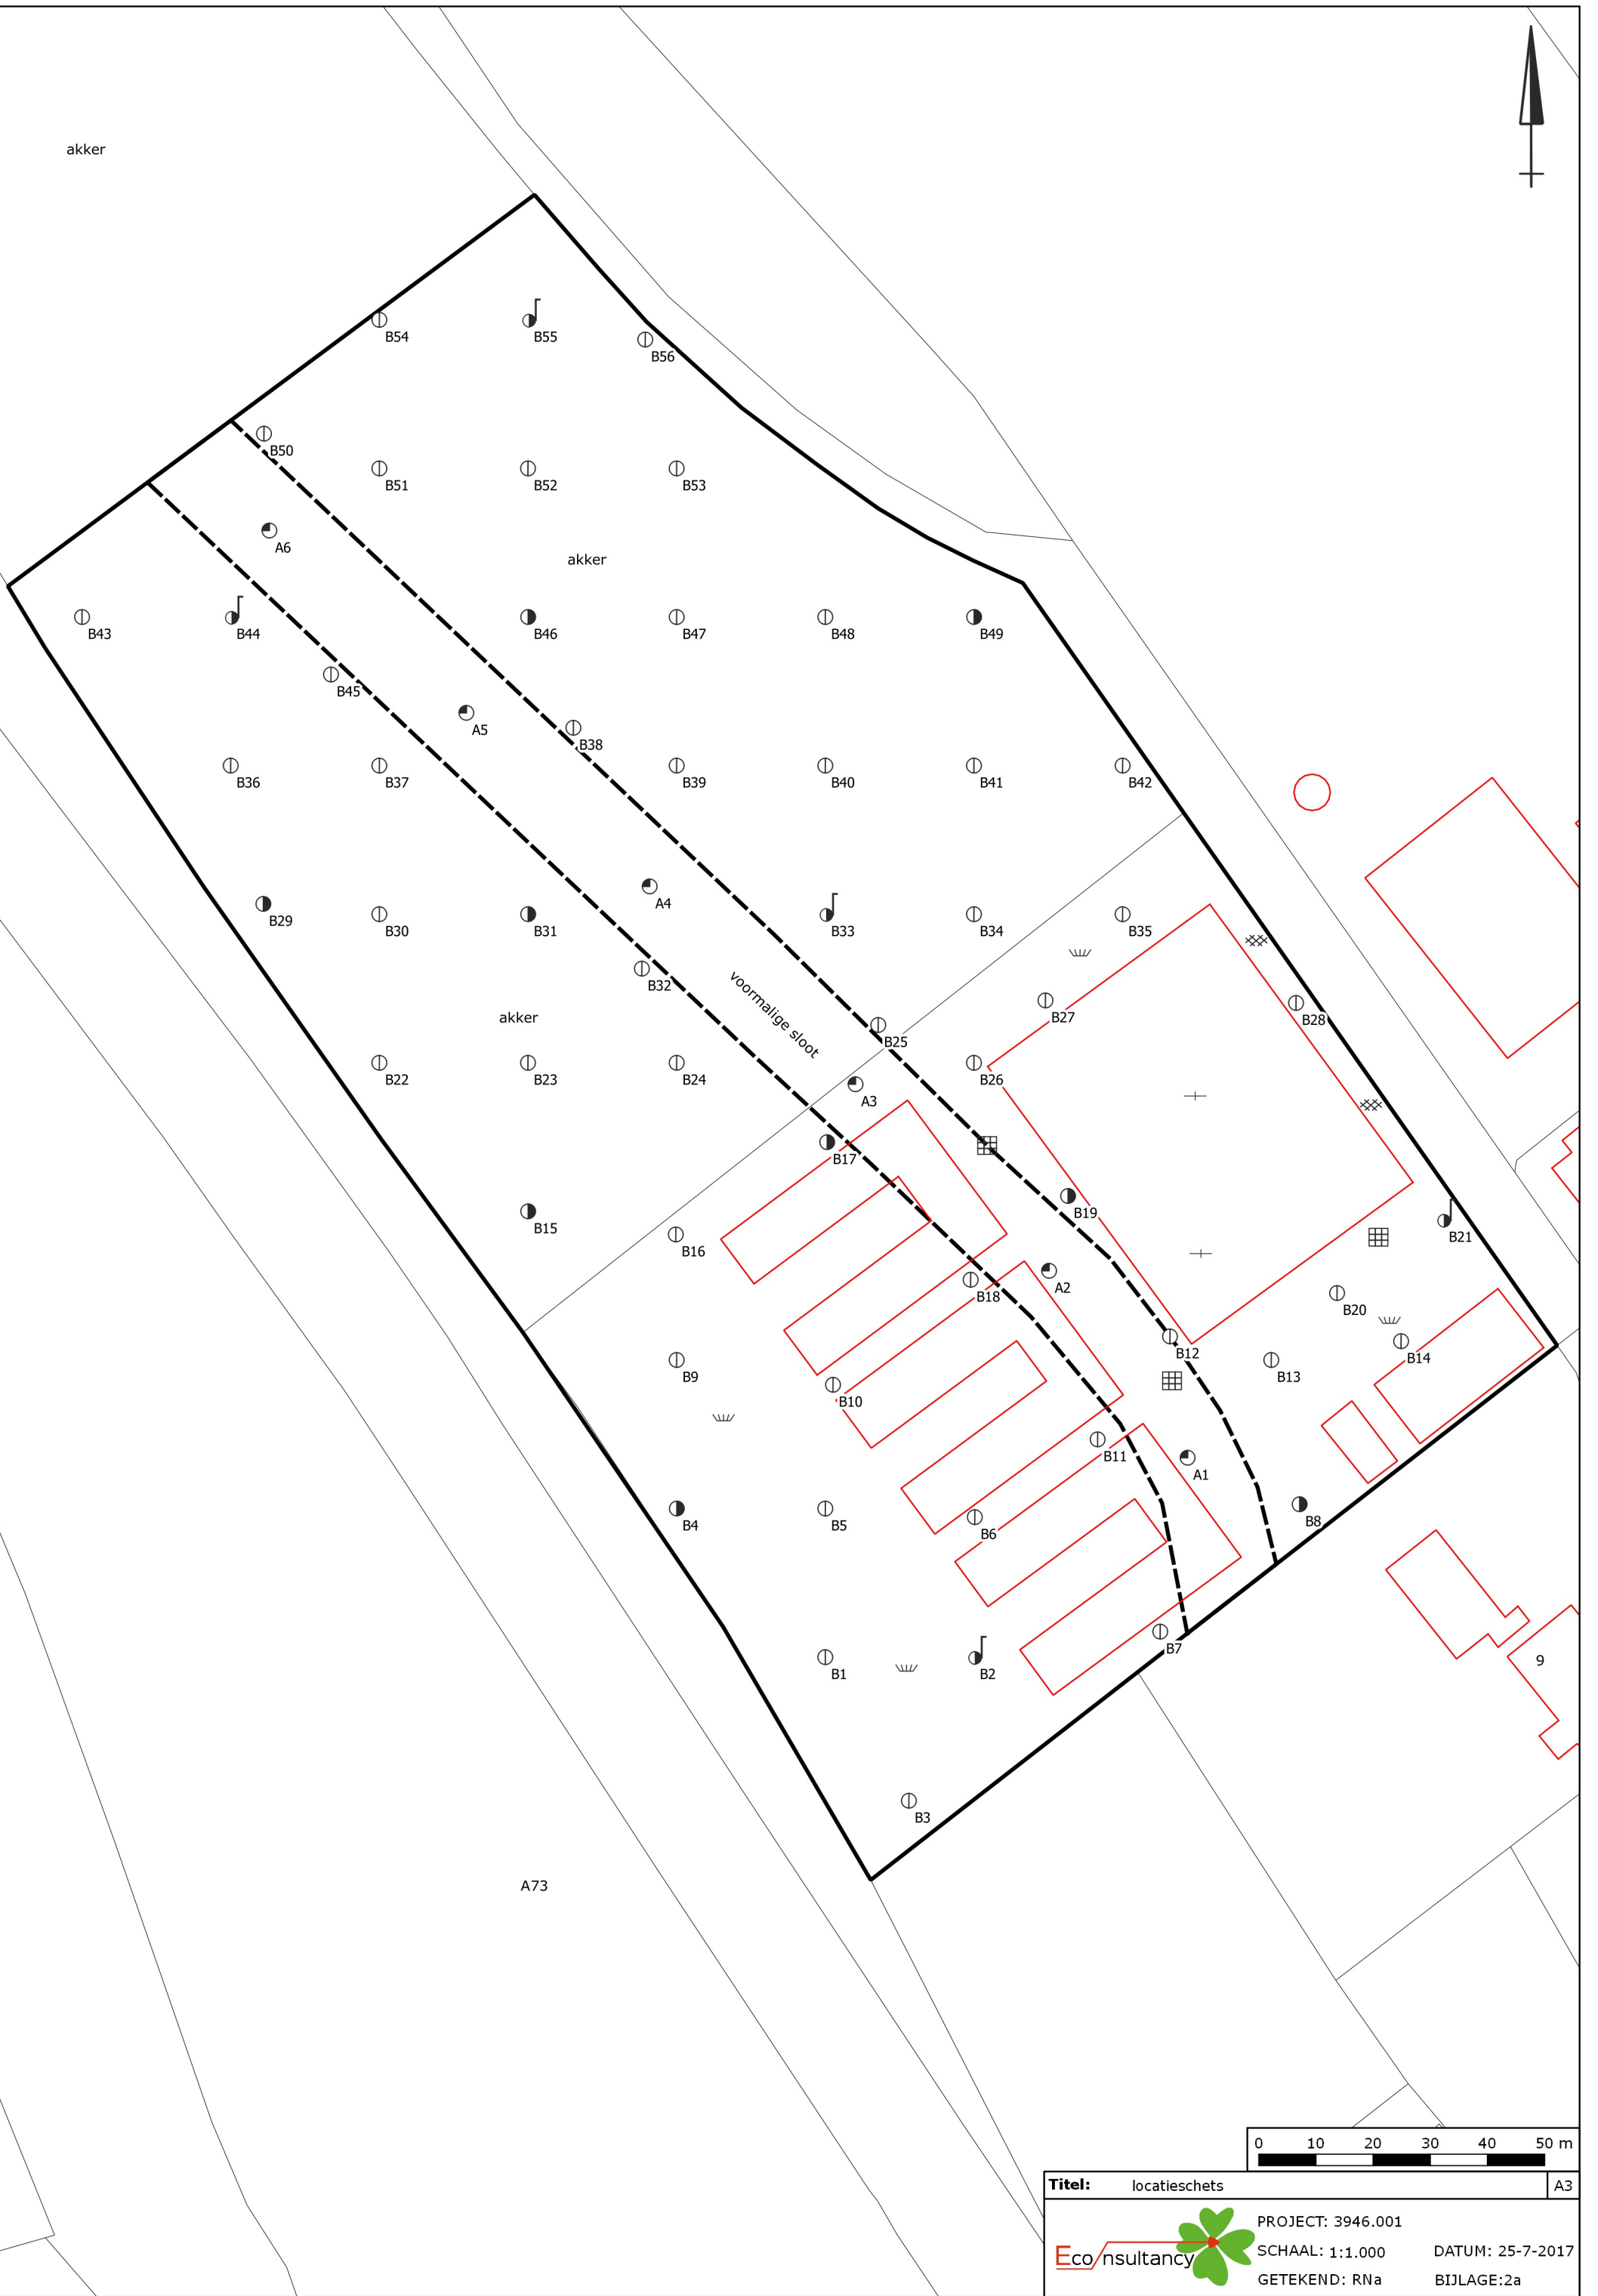 akker
B54
B55
B56
B50
B51
B52
B53
A6
akker
B43
B44
B46
B47
B48
B49
B45
A5
B38
B36
B37
B39
B40
B41
B42
A4
B29
B30
B31
B33
B34
B35
B32
voormalige sloot
akker
B27
B28
B25
B22
B23
B24
B26
A3
B17
B15
B19
B16
B21
A2
B18
B20
B12
B14
B9
B13
B10
B11
A1
B4
B5
B6
B8
B7
B1
B2
9
B3
A73
0 10 20 30 40 50 m
Titel: locatieschets A3
Econsultancy
PROJECT: 3946.001
SCHAAL: 1:1.000 DATUM: 25-7-2017
GETEKEND: RNa BIJLAGE:2a